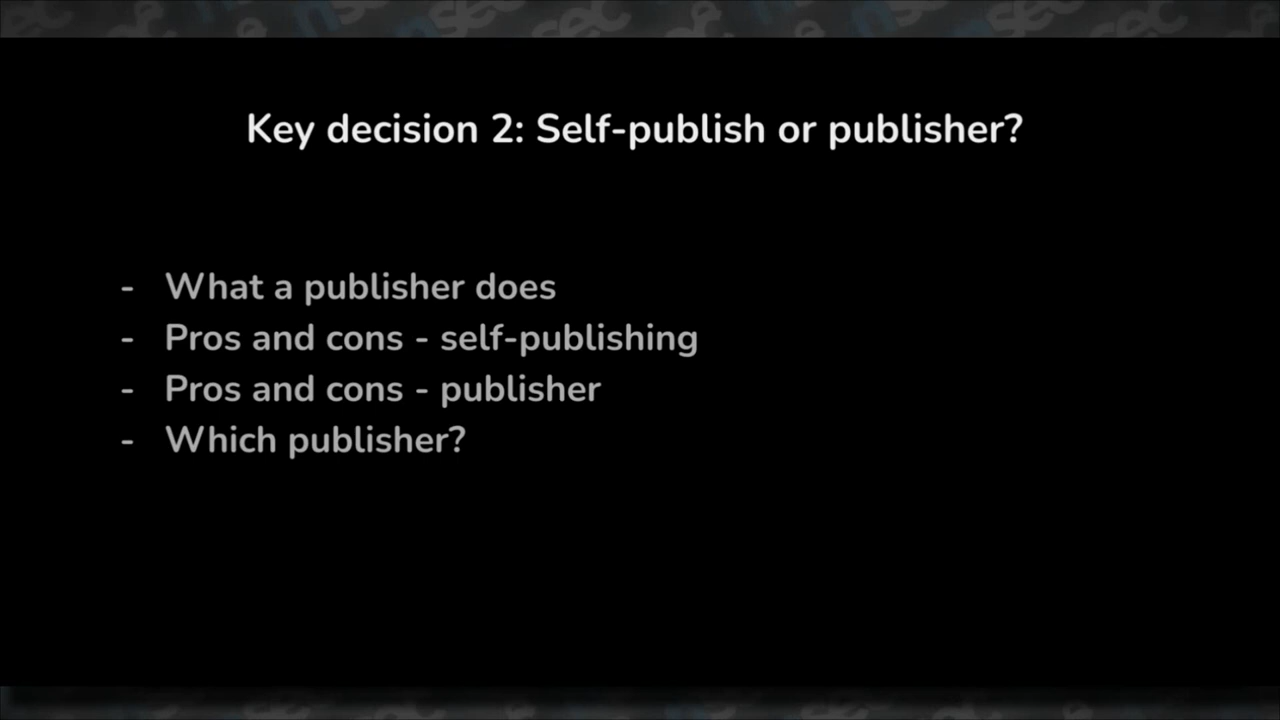 Key decision 2: Self-publish or publisher?
- What a publisher does
- Pros and cons - self-publishing
- Pros and cons - publisher
- Which publisher?